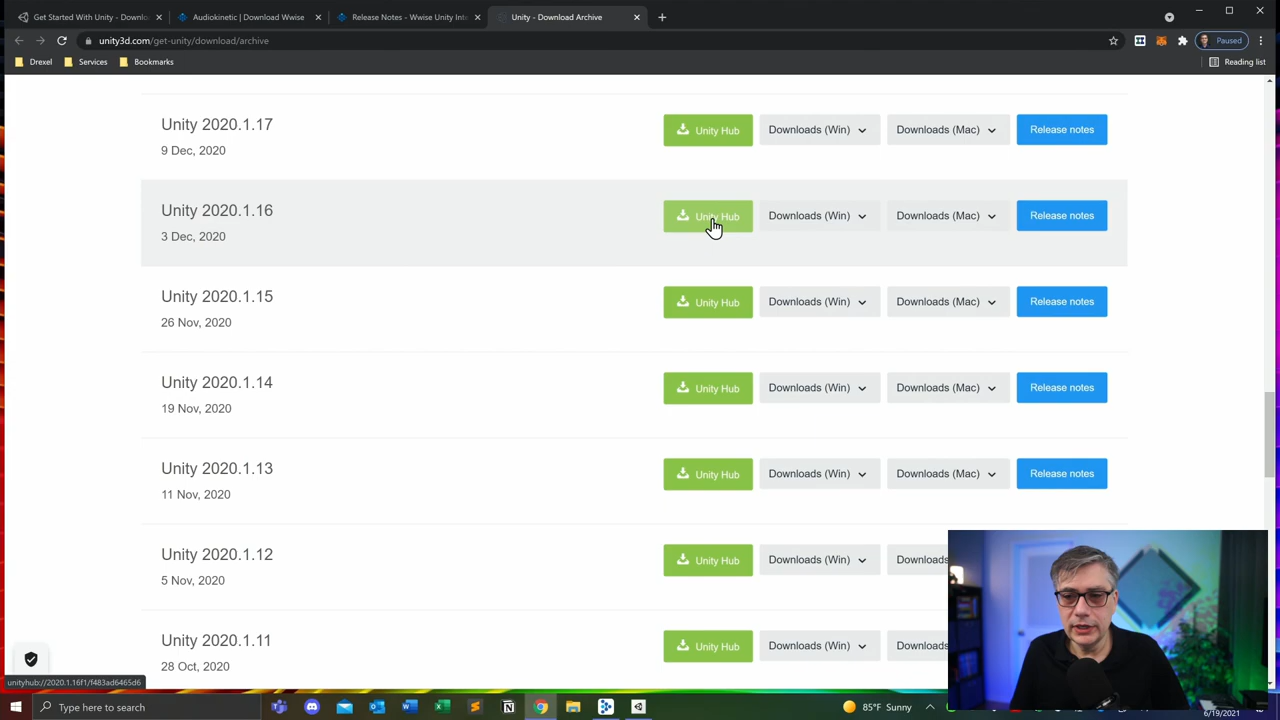 Get Started With Unity - Downlo
Audiokinetic | Download Wwise
Release Notes - Wwise Unity Int
Unity - Download Archive
unity3d.com/get-unity/download/archive
Paused
Drexel
Services
Bookmarks
Reading list
Unity 2020.1.17
9 Dec, 2020
Unity Hub
Downloads (Win)
Downloads (Mac)
Release notes
Unity 2020.1.16
3 Dec, 2020
Unity Hub
Downloads (Win)
Downloads (Mac)
Release notes
Unity 2020.1.15
26 Nov, 2020
Unity Hub
Downloads (Win)
Downloads (Mac)
Release notes
Unity 2020.1.14
19 Nov, 2020
Unity Hub
Downloads (Win)
Downloads (Mac)
Release notes
Unity 2020.1.13
11 Nov, 2020
Unity Hub
Downloads (Win)
Downloads (Mac)
Release notes
Unity 2020.1.12
5 Nov, 2020
Unity Hub
Downloads (Win)
Downloads
Unity 2020.1.11
28 Oct, 2020
Unity Hub
Downloads (Win)
Downloads
unityhub://2020.1.16f1/f483ad6465d6
Type here to search
85°F Sunny
6/19/2021